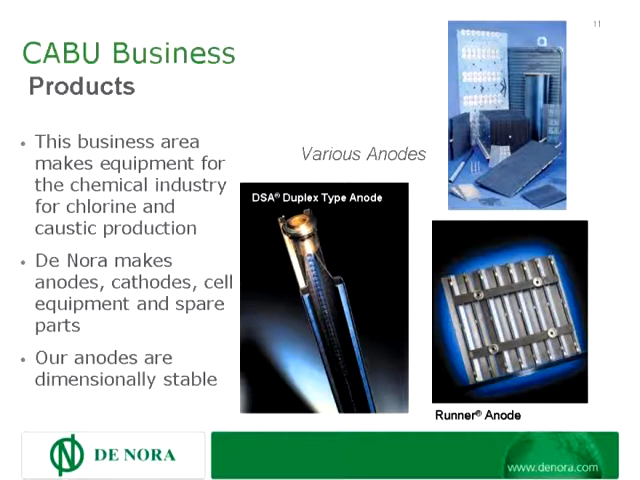 11
CABU Business
Products
• This business area
makes equipment for
the chemical industry
for chlorine and
caustic production
• De Nora makes
anodes, cathodes, cell
equipment and spare
parts
• Our anodes are
dimensionally stable
Various Anodes
DSA® Duplex Type Anode
Runner® Anode
DE NORA
www.denora.com